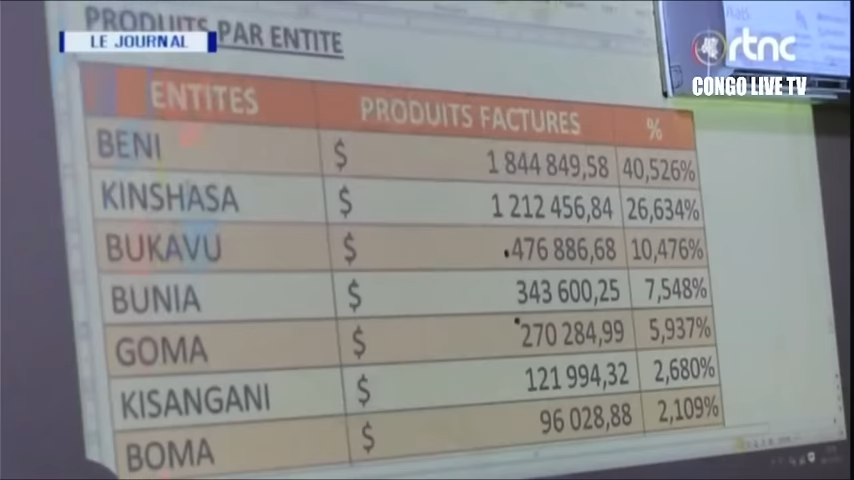 PRODUITS PAR ENTITE
LE JOURNAL
rtnc
CONGO LIVE TV
ENTITES PRODUITS FACTURES %
BENI $ 1 844 849,58 40,526%
KINSHASA $ 1 212 456,84 26,634%
BUKAVU $ 476 886,68 10,476%
BUNIA $ 343 600,25 7,548%
GOMA $ 270 284,99 5,937%
KISANGANI $ 121 994,32 2,680%
BOMA $ 96 028,88 2,109%